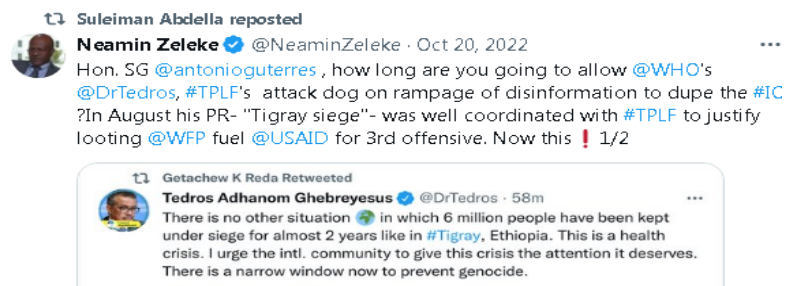 Suleiman Abdella reposted
Neamin Zeleke @NeaminZeleke · Oct 20, 2022
Hon. SG @antonioguterres , how long are you going to allow @WHO's
@DrTedros, #TPLF's attack dog on rampage of disinformation to dupe the #IC
?In August his PR- "Tigray siege"- was well coordinated with #TPLF to justify
looting @WFP fuel @USAID for 3rd offensive. Now this❗1/2
Getachew K Reda Retweeted
Tedros Adhanom Ghebreyesus @DrTedros · 58m
There is no other situation 🌍 in which 6 million people have been kept
under siege for almost 2 years like in #Tigray, Ethiopia. This is a health
crisis. I urge the intl. community to give this crisis the attention it deserves.
There is a narrow window now to prevent genocide.